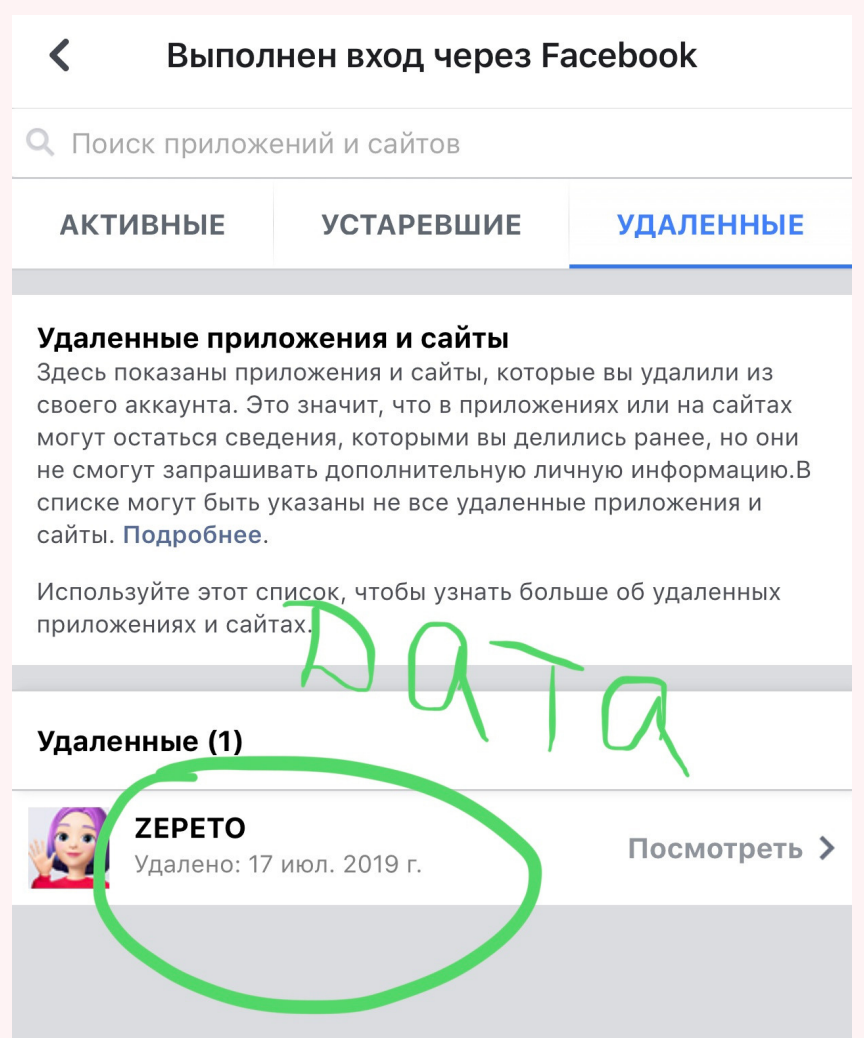 Выполнен вход через Facebook
Поиск приложений и сайтов
АКТИВНЫЕ УСТАРЕВШИЕ УДАЛЕННЫЕ
Удаленные приложения и сайты
Здесь показаны приложения и сайты, которые вы удалили из
своего аккаунта. Это значит, что в приложениях или на сайтах
могут остаться сведения, которыми вы делились ранее, но они
не смогут запрашивать дополнительную личную информацию.В
списке могут быть указаны не все удаленные приложения и
сайты. Подробнее.
Используйте этот список, чтобы узнать больше об удаленных
приложениях и сайтах.
Dата
Удаленные (1)
ZEPETO
Удалено: 17 июл. 2019 г.
Посмотреть